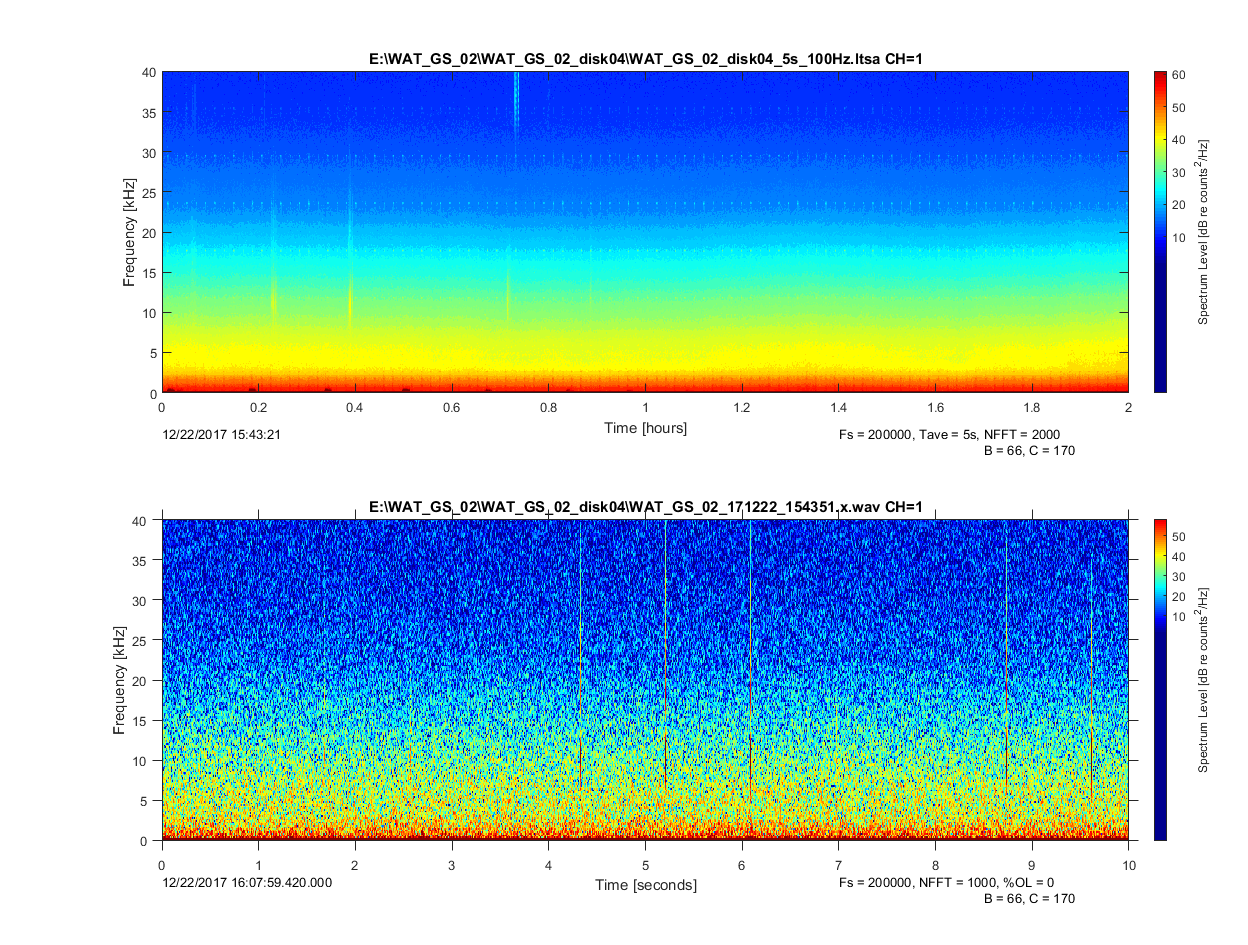 E:\WAT_GS_02\WAT_GS_02_disk04\WAT_GS_02_disk04_5s_100Hz.ltsa CH=1
40
35
30
25
20
15
10
5
0
Frequency [kHz]
0 0.2 0.4 0.6 0.8 1 1.2 1.4 1.6 1.8 2
Time [hours]
12/22/2017 15:43:21
Fs = 200000, Tave = 5s, NFFT = 2000
B = 66, C = 170
60
50
40
30
20
10
Spectrum Level [dB re counts²/Hz]
E:\WAT_GS_02\WAT_GS_02_disk04\WAT_GS_02_171222_154351.x.wav CH=1
40
35
30
25
20
15
10
5
0
Frequency [kHz]
0 1 2 3 4 5 6 7 8 9 10
Time [seconds]
12/22/2017 16:07:59.420.000
Fs = 200000, NFFT = 1000, %OL = 0
B = 66, C = 170
50
40
30
20
10
Spectrum Level [dB re counts²/Hz]